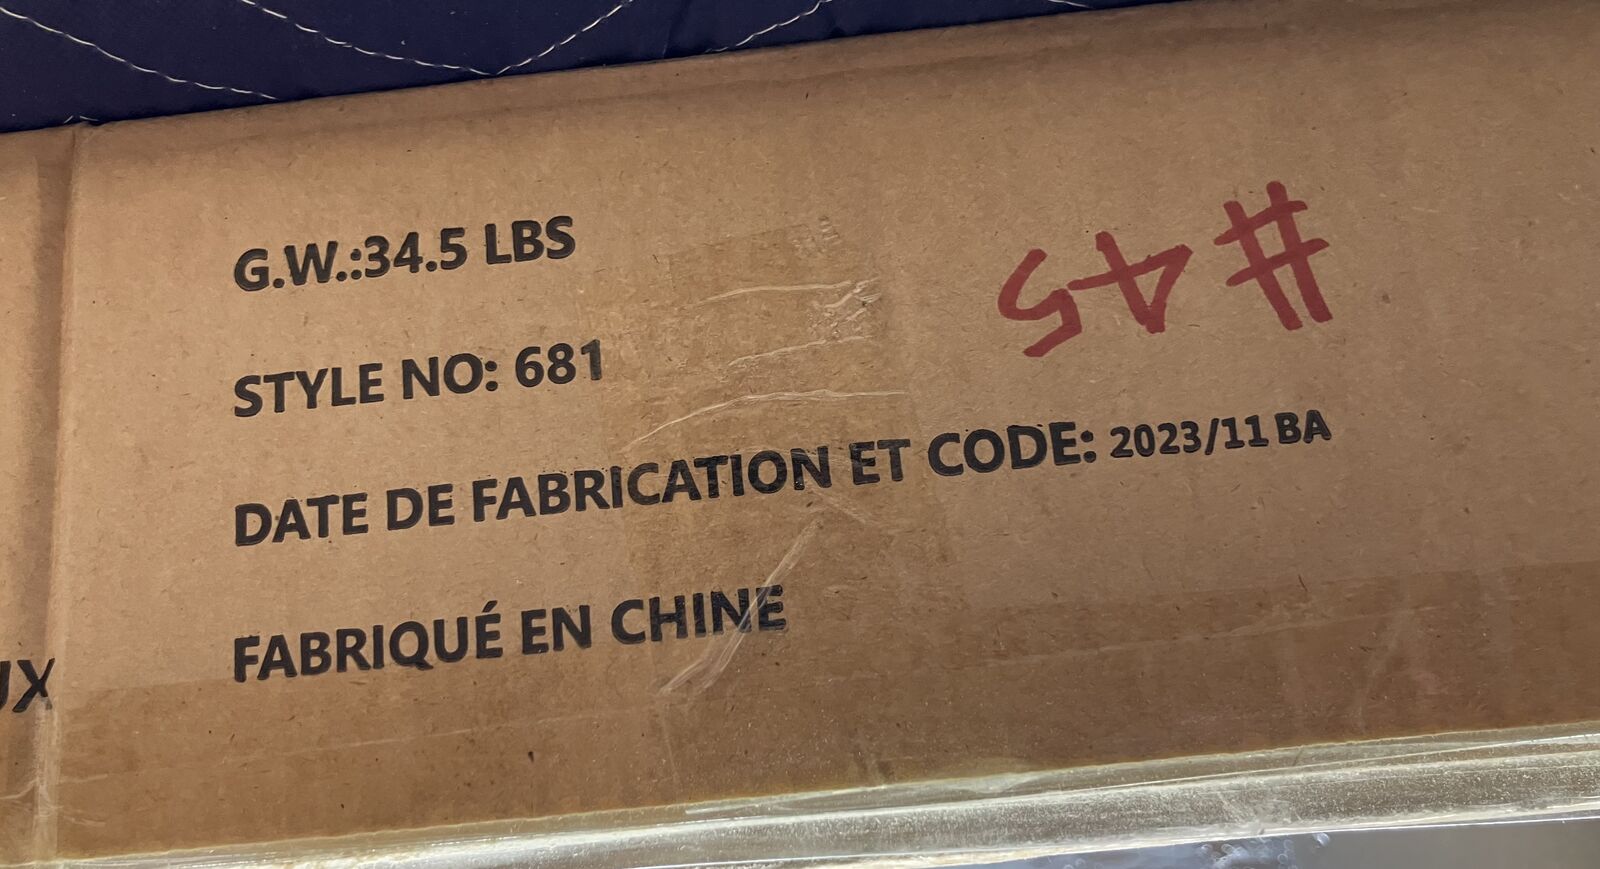 G.W.:34.5 LBS
#45
STYLE NO: 681
DATE DE FABRICATION ET CODE: 2023/11 BA
FABRIQUÉ EN CHINE